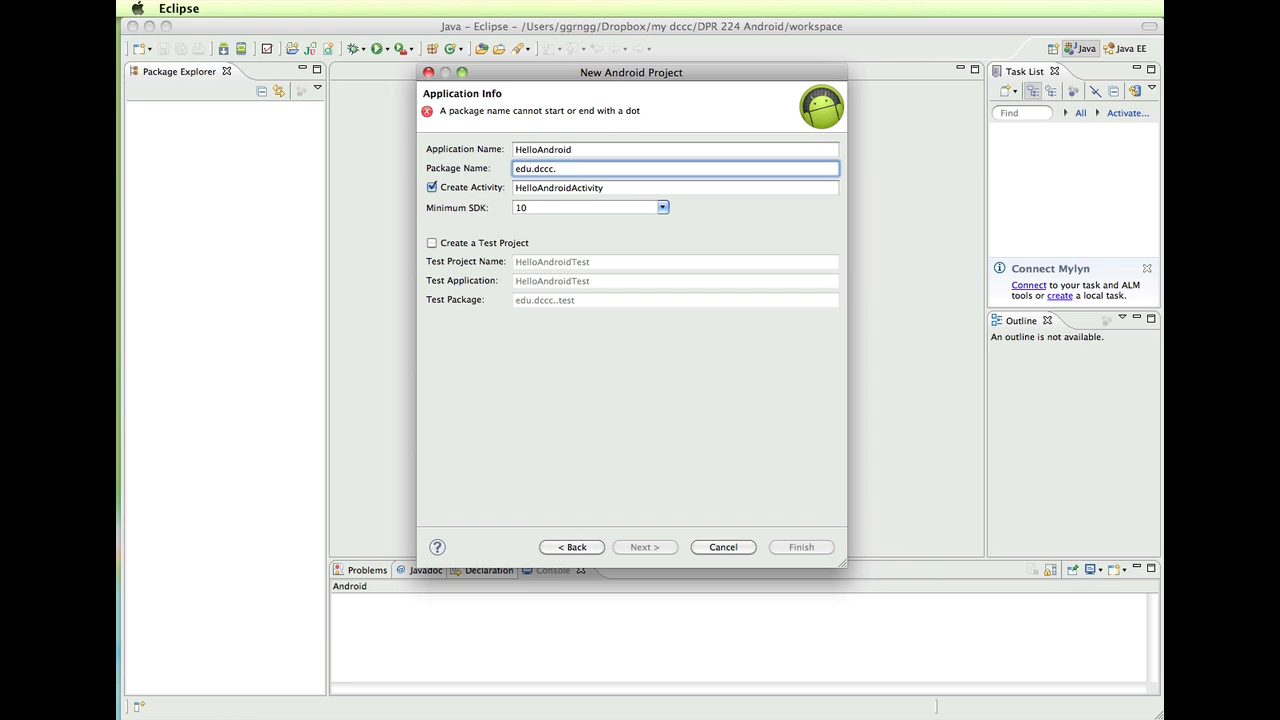 Eclipse
Java - Eclipse - /Users/ggrngg/Dropbox/my dccc/DPR 224 Android/workspace
Java
Java EE
Package Explorer
New Android Project
Application Info
A package name cannot start or end with a dot
Application Name: HelloAndroid
Package Name: edu.dccc.
Create Activity: HelloAndroidActivity
Minimum SDK: 10
Create a Test Project
Test Project Name: HelloAndroidTest
Test Application: HelloAndroidTest
Test Package: edu.dccc..test
? < Back Next > Cancel Finish
Task List
Find All Activate...
Connect Mylyn
Connect to your task and ALM
tools or create a local task.
Outline
An outline is not available.
Problems @ Javadoc Declaration Console
Android